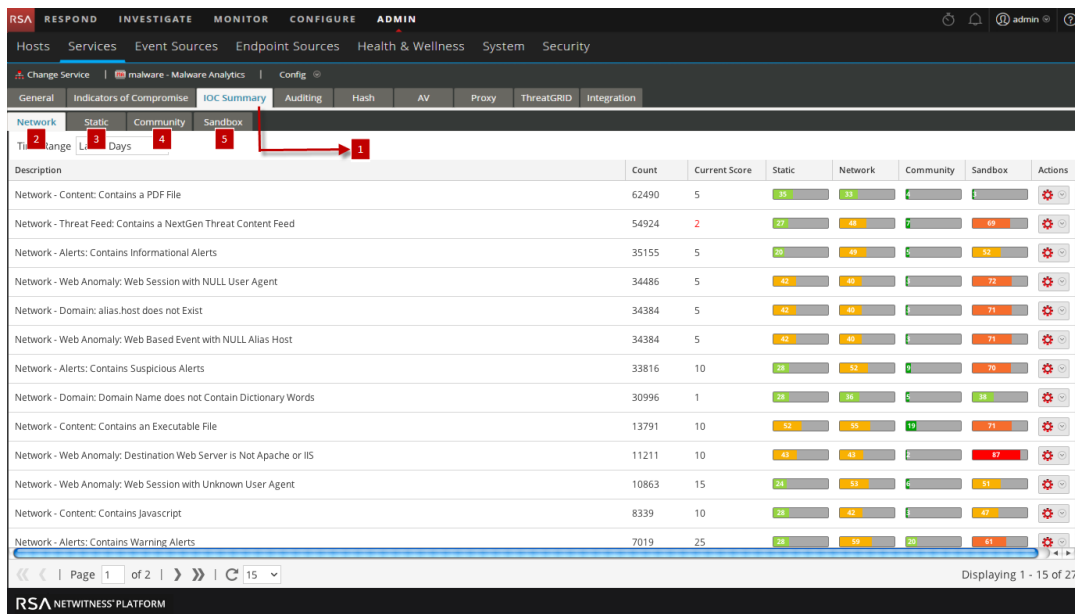 RSA RESPOND INVESTIGATE MONITOR CONFIGURE ADMIN admin
Hosts Services Event Sources Endpoint Sources Health & Wellness System Security
Change Service | malware - Malware Analytics | Config
General Indicators of Compromise IOC Summary Auditing Hash AV Proxy ThreatGRID Integration
Network Static Community Sandbox
2 3 4 5 1
Range Days
Description Count Current Score Static Network Community Sandbox Actions
Network - Content: Contains a PDF File 62490 5 35 33 4 3
Network - Threat Feed: Contains a NextGen Threat Content Feed 54924 2 27 48 7 69
Network - Alerts: Contains Informational Alerts 35155 5 20 49 5 52
Network - Web Anomaly: Web Session with NULL User Agent 34486 5 42 40 72
Network - Domain: alias.host does not Exist 34384 5 42 40 71
Network - Web Anomaly: Web Based Event with NULL Alias Host 34384 5 42 40 71
Network - Alerts: Contains Suspicious Alerts 33816 10 28 52 9 70
Network - Domain: Domain Name does not Contain Dictionary Words 30996 1 28 36 5 38
Network - Content: Contains an Executable File 13791 10 52 55 19 71
Network - Web Anomaly: Destination Web Server is Not Apache or IIS 11211 10 43 43 2 87
Network - Web Anomaly: Web Session with Unknown User Agent 10863 15 24 53 6 51
Network - Content: Contains Javascript 8339 10 28 42 47
Network - Alerts: Contains Warning Alerts 7019 25 28 59 20 61
Page 1 of 2 | 15 Displaying 1 - 15 of 27
RSA NETWITNESS® PLATFORM